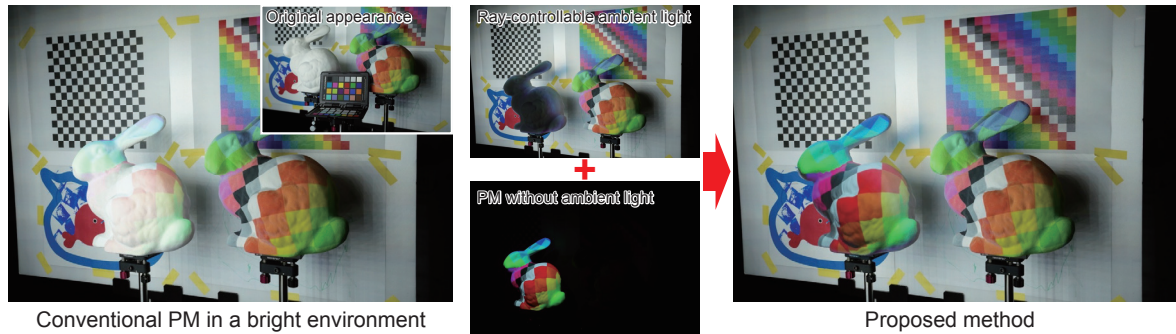 Original appearance
Ray-controllable ambient light
+
PM without ambient light
Conventional PM in a bright environment
Proposed method